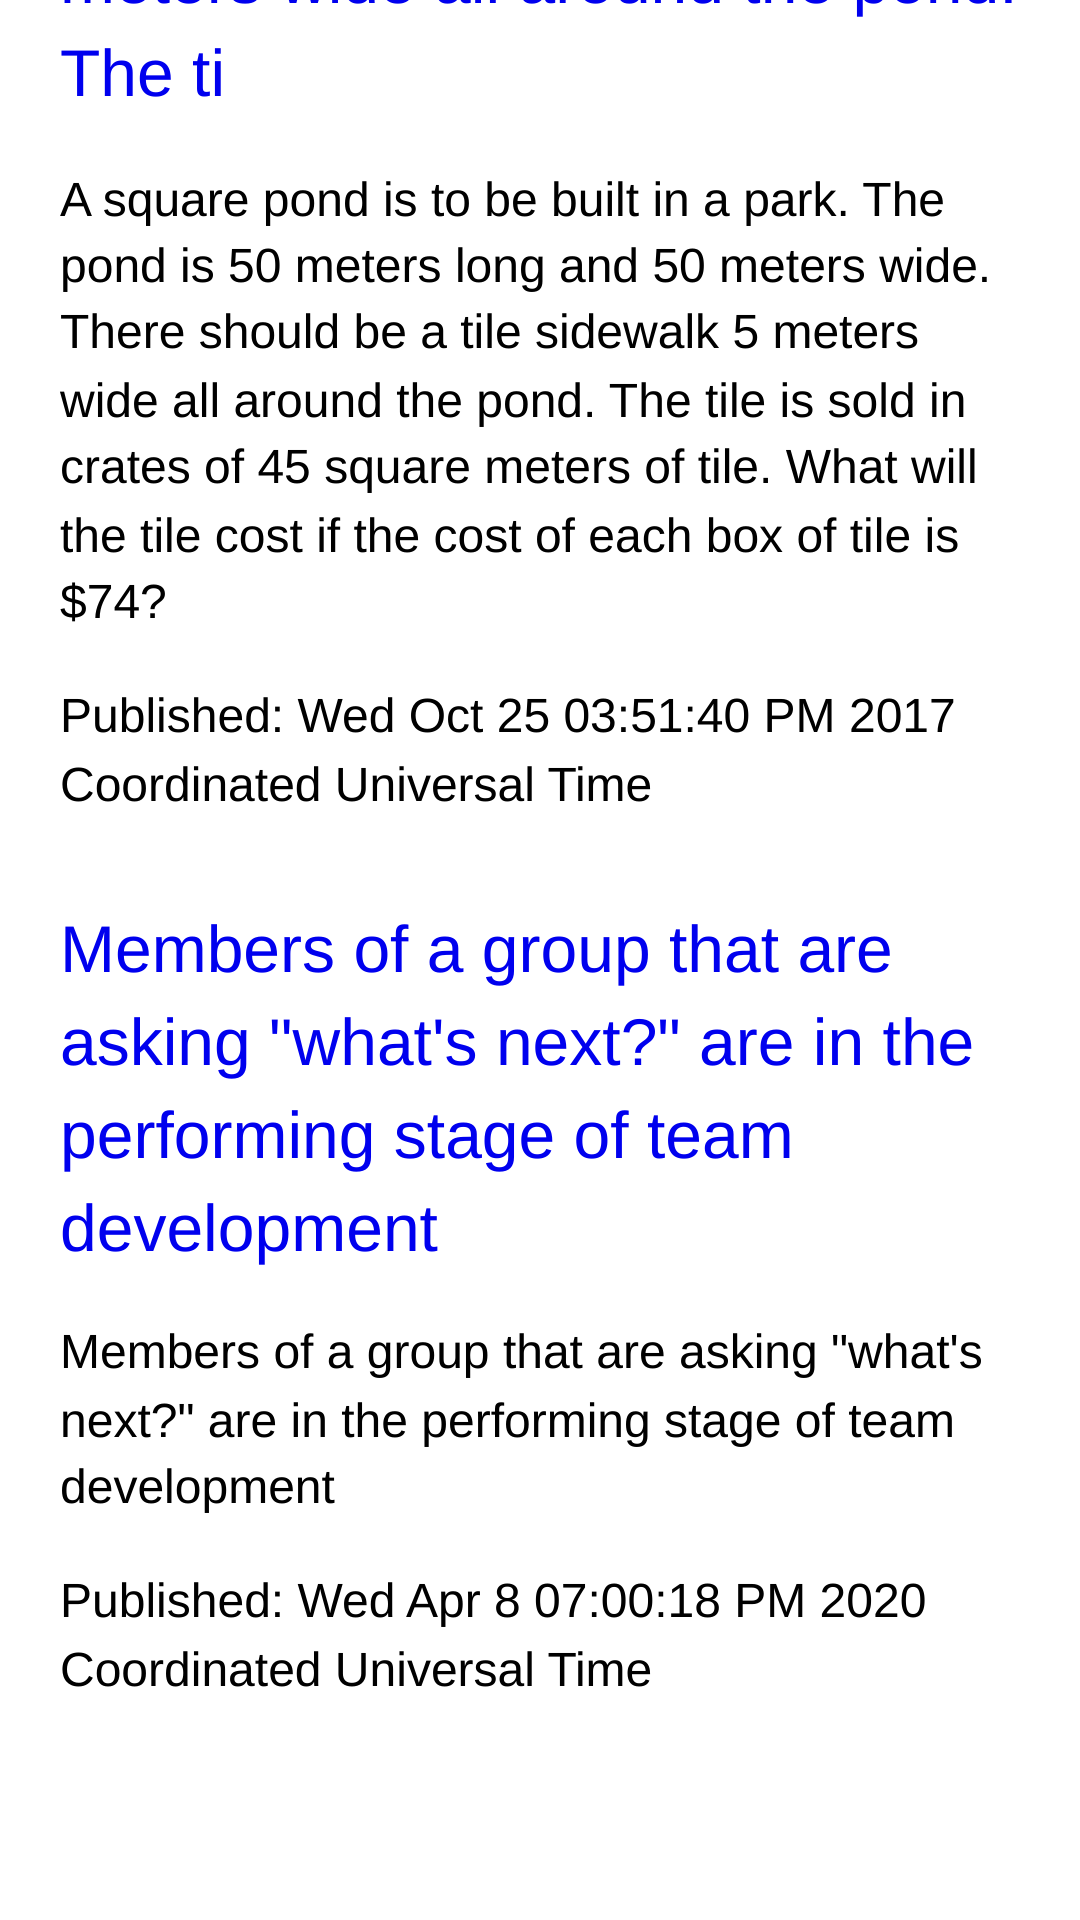 meters wide all around the pond.
The ti
A square pond is to be built in a park. The
pond is 50 meters long and 50 meters wide.
There should be a tile sidewalk 5 meters
wide all around the pond. The tile is sold in
crates of 45 square meters of tile. What will
the tile cost if the cost of each box of tile is
$74?
Published: Wed Oct 25 03:51:40 PM 2017
Coordinated Universal Time
Members of a group that are
asking "what's next?" are in the
performing stage of team
development
Members of a group that are asking "what's
next?" are in the performing stage of team
development
Published: Wed Apr 8 07:00:18 PM 2020
Coordinated Universal Time